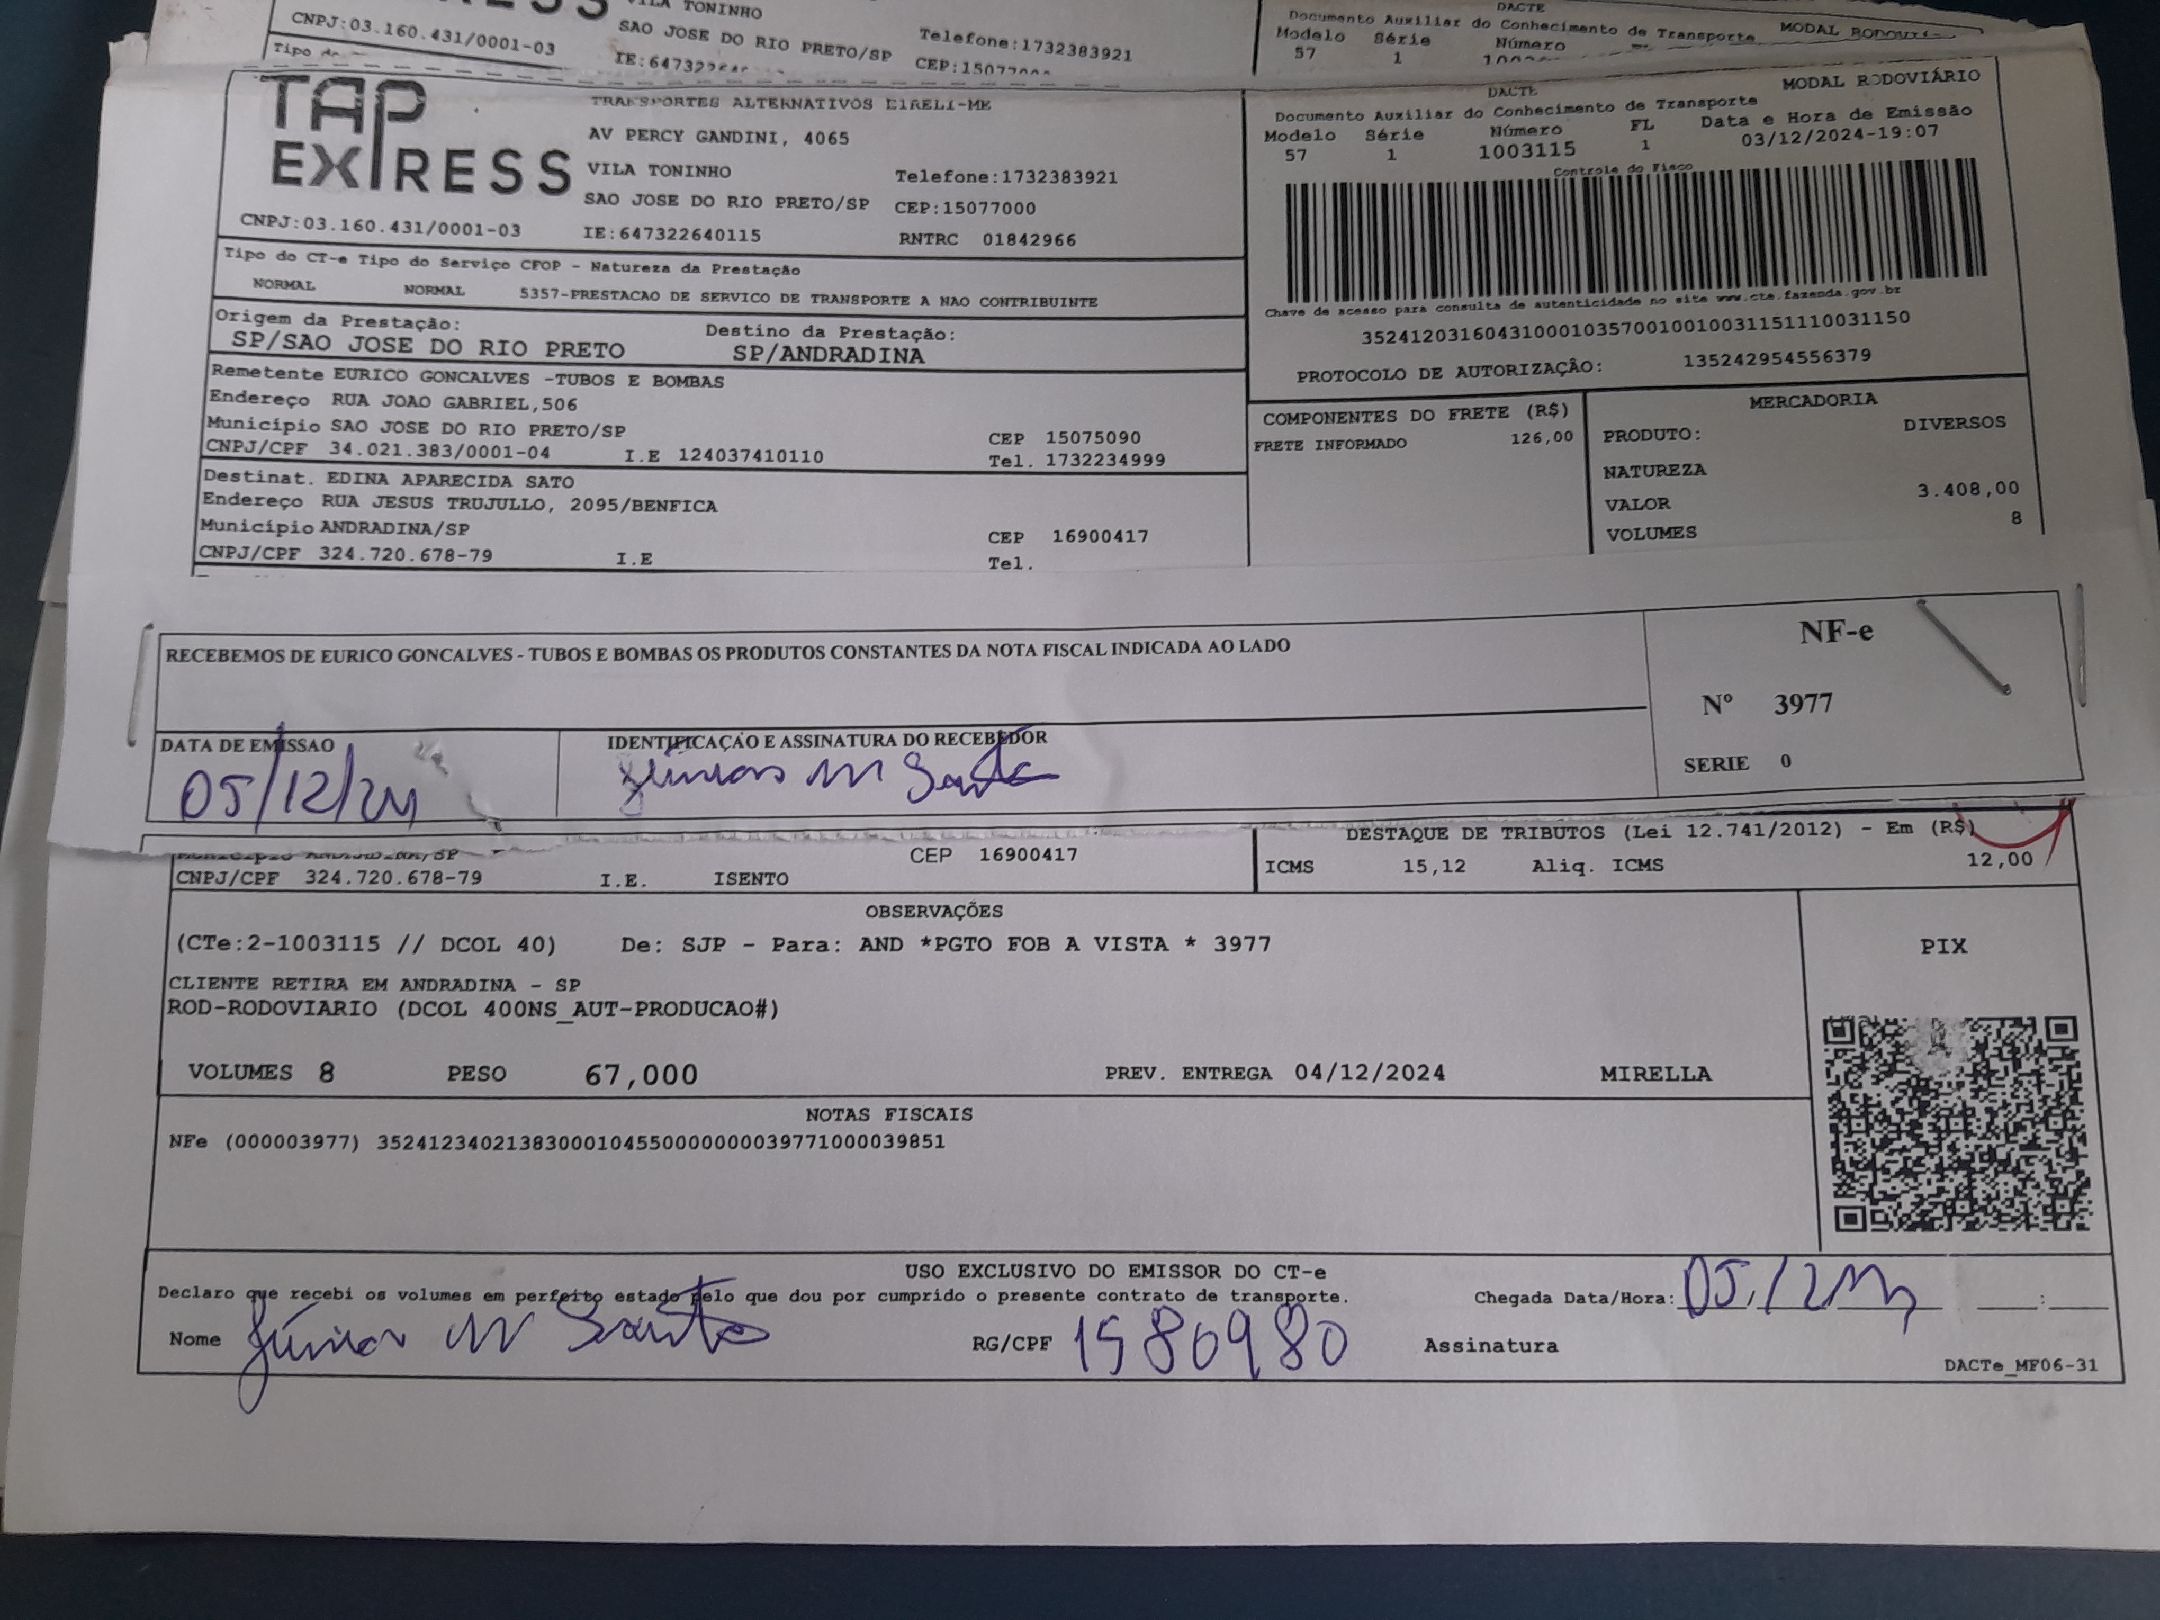 VILA TONINHO
CNPJ:03.160.431/0001-03
SAO JOSE DO RIO PRETO/SP
Telefone:1732383921
CEP:15077000
DACTE
Documento Auxiliar do Conhecimento de Transporte
MODAL RODOVI
Modelo Série Número
57 1
TAP EXPRESS
TRANSPORTES ALTERNATIVOS EIRELI-ME
AV PERCY GANDINI, 4065
VILA TONINHO
Telefone:1732383921
SAO JOSE DO RIO PRETO/SP CEP:15077000
CNPJ:03.160.431/0001-03 IE:647322640115 RNTRC 01842966
DACTE
MODAL RODOVIÁRIO
Documento Auxiliar do Conhecimento de Transporte
Modelo Série Número FL Data e Hora de Emissão
57 1 1003115 1 03/12/2024-19:07
Controle do Fisco
Chave de acesso para consulta de autenticidade no site www.cte.fazenda.gov.br
35241203160431000103570010010031151110031150
PROTOCOLO DE AUTORIZAÇÃO: 135242954556379
Tipo do CT-e Tipo do Serviço CFOP - Natureza da Prestação
NORMAL NORMAL 5357-PRESTACAO DE SERVICO DE TRANSPORTE A NAO CONTRIBUINTE
Origem da Prestação: Destino da Prestação:
SP/SAO JOSE DO RIO PRETO SP/ANDRADINA
Remetente EURICO GONCALVES -TUBOS E BOMBAS
Endereço RUA JOAO GABRIEL,506
Município SAO JOSE DO RIO PRETO/SP CEP 15075090
CNPJ/CPF 34.021.383/0001-04 I.E 124037410110 Tel. 1732234999
Destinat. EDINA APARECIDA SATO
Endereço RUA JESUS TRUJULLO, 2095/BENFICA
Município ANDRADINA/SP CEP 16900417
CNPJ/CPF 324.720.678-79 I.E Tel.
COMPONENTES DO FRETE (R$)
FRETE INFORMADO 126,00
MERCADORIA
PRODUTO: DIVERSOS
NATUREZA
VALOR 3.408,00
VOLUMES 8
RECEBEMOS DE EURICO GONCALVES - TUBOS E BOMBAS OS PRODUTOS CONSTANTES DA NOTA FISCAL INDICADA AO LADO
NF-e
Nº 3977
SERIE 0
DATA DE EMISSAO
IDENTIFICAÇÃO E ASSINATURA DO RECEBEDOR
05/12/24
Júnior M Santo
Município ANDRADINA/SP CEP 16900417
CNPJ/CPF 324.720.678-79 I.E. ISENTO
DESTAQUE DE TRIBUTOS (Lei 12.741/2012) - Em (R$)
ICMS 15,12 Aliq. ICMS 12,00
OBSERVAÇÕES
(CTe:2-1003115 // DCOL 40) De: SJP - Para: AND *PGTO FOB A VISTA * 3977
CLIENTE RETIRA EM ANDRADINA - SP
ROD-RODOVIARIO (DCOL 400NS_AUT-PRODUCAO#)
VOLUMES 8 PESO 67,000 PREV. ENTREGA 04/12/2024 MIRELLA
PIX
NOTAS FISCAIS
NFe (000003977) 35241234021383000104550000000039771000039851
USO EXCLUSIVO DO EMISSOR DO CT-e
Declaro que recebi os volumes em perfeito estado pelo que dou por cumprido o presente contrato de transporte.
Chegada Data/Hora: 05/12
Nome Júnior M Santo RG/CPF 1580980 Assinatura
DACTe_MF06-31